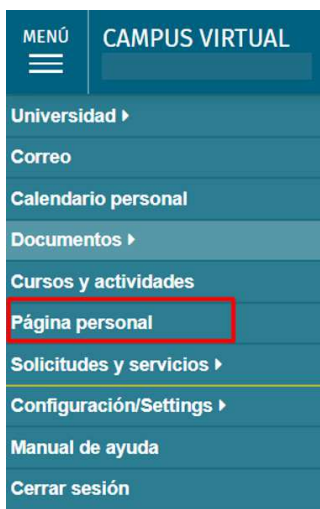 MENÚ
CAMPUS VIRTUAL
Universidad
Correo
Calendario personal
Documentos
Cursos y actividades
Página personal
Solicitudes y servicios
Configuración/Settings
Manual de ayuda
Cerrar sesión